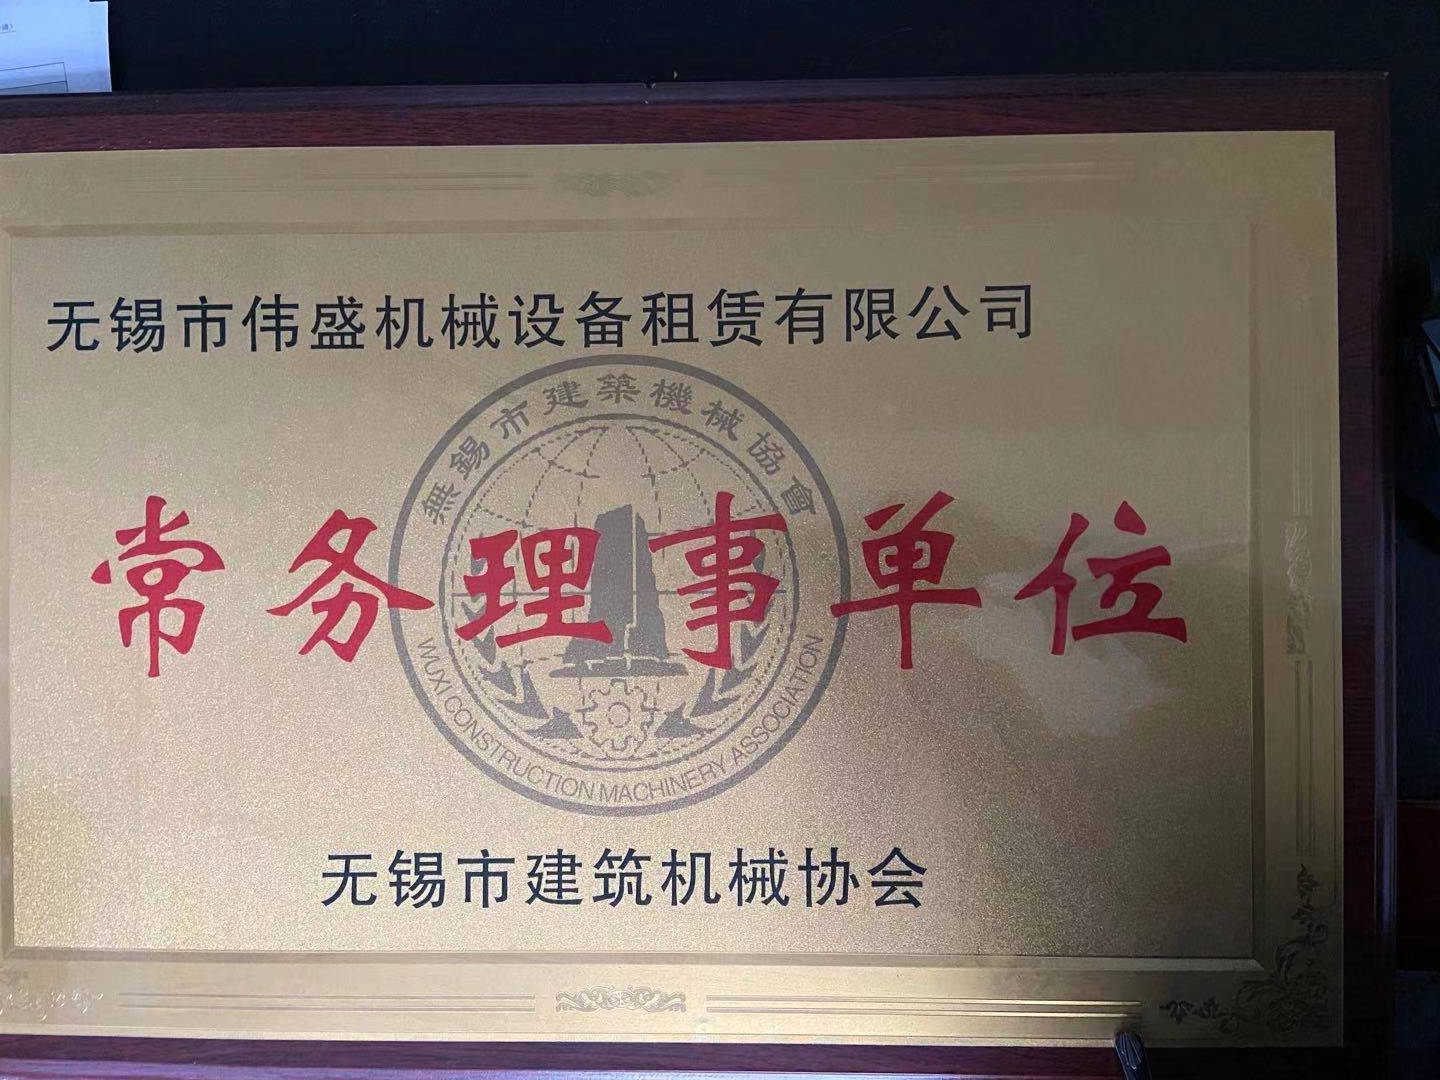 无锡市伟盛机械设备租赁有限公司
無錫市建築機械協會
常务理事单位
WUXI CONSTRUCTION MACHINERY ASSOCIATION
无锡市建筑机械协会